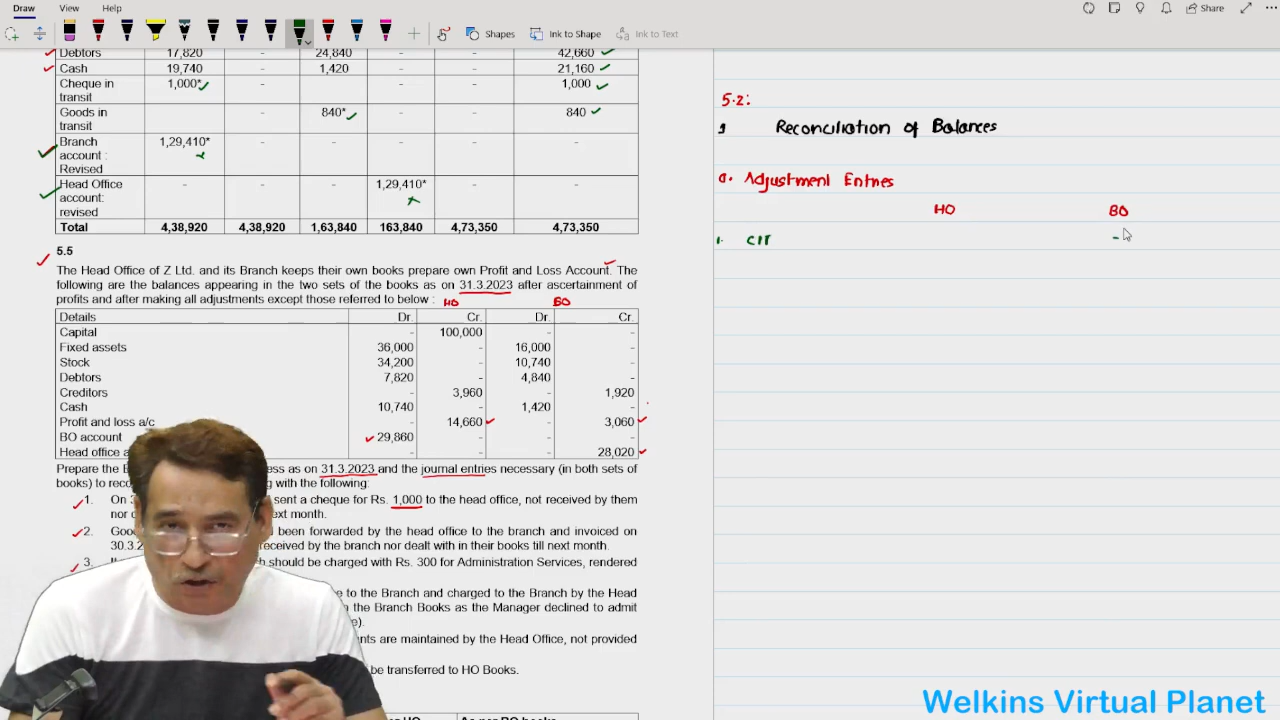 Draw View Help
Shapes Ink to Shape Ink to Text Share
Debtors 17,820 - 24,840 - - 42,660
Cash 19,740 - 1,420 - - 21,160
Cheque in transit 1,000* - - - - 1,000
Goods in transit - - 840* - - 840
Branch account : Revised 1,29,410* - - - - -
Head Office account: revised - - - 1,29,410* - -
Total 4,38,920 4,38,920 1,63,840 163,840 4,73,350 4,73,350
5.5
The Head Office of Z Ltd. and its Branch keeps their own books prepare own Profit and Loss Account. The
following are the balances appearing in the two sets of the books as on 31.3.2023 after ascertainment of
profits and after making all adjustments except those referred to below :
HO BO
Details Dr. Cr. Dr. Cr.
Capital - 100,000 - -
Fixed assets 36,000 - 16,000 -
Stock 34,200 - 10,740 -
Debtors 7,820 - 4,840 -
Creditors - 3,960 - 1,920
Cash 10,740 - 1,420 -
Profit and loss a/c - 14,660 - 3,060
BO account 29,860 - - -
Head office - - - 28,020
Prepare the as on 31.3.2023 and the journal entries necessary (in both sets of
books) to with the following:
1. On sent a cheque for Rs. 1,000 to the head office, not received by them
nor next month.
2. been forwarded by the head office to the branch and invoiced on
received by the branch nor dealt with in their books till next month.
3. should be charged with Rs. 300 for Administration Services, rendered
to the Branch and charged to the Branch by the Head
the Branch Books as the Manager declined to admit
are maintained by the Head Office, not provided
be transferred to HO Books.
5.2:
Reconciliation of Balances
a. Adjustment Entries
HO BO
1. CIT -
Welkins Virtual Planet